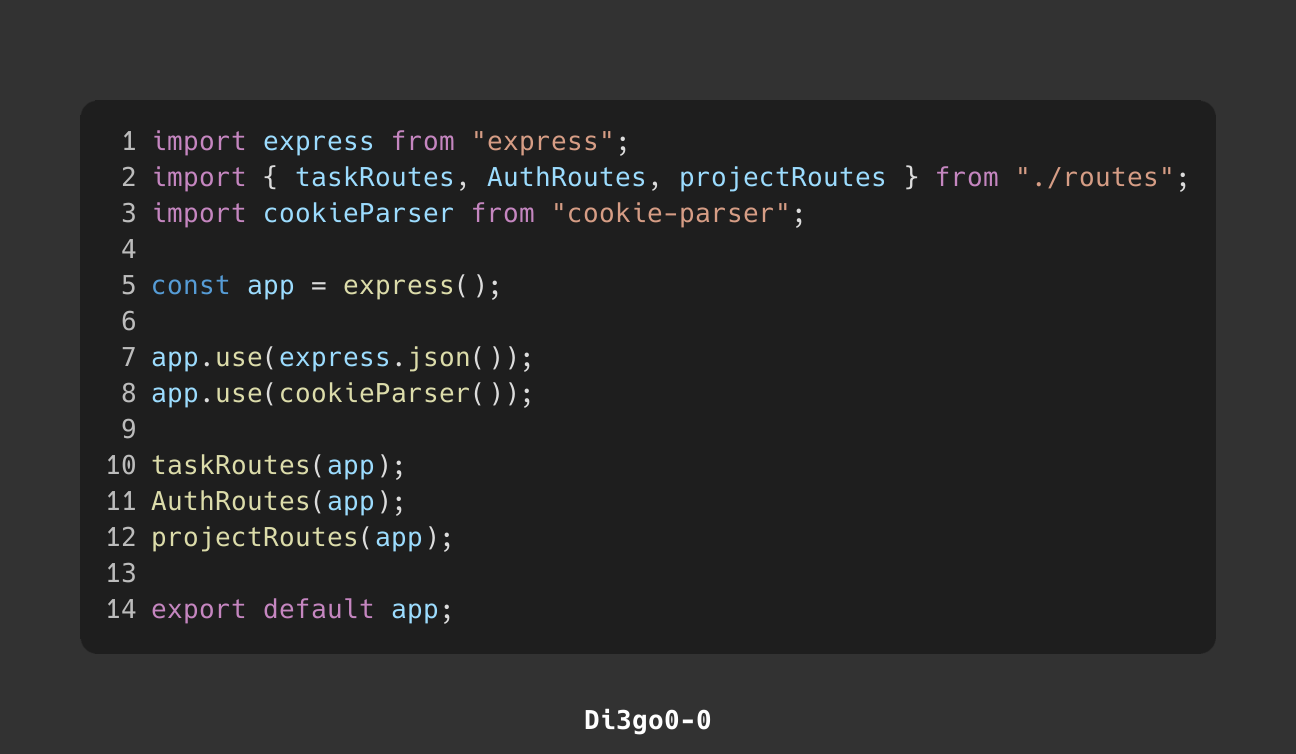 1 import express from "express";
2 import { taskRoutes, AuthRoutes, projectRoutes } from "./routes";
3 import cookieParser from "cookie-parser";
4
5 const app = express();
6
7 app.use(express.json());
8 app.use(cookieParser());
9
10 taskRoutes(app);
11 AuthRoutes(app);
12 projectRoutes(app);
13
14 export default app;
Di3go0-0